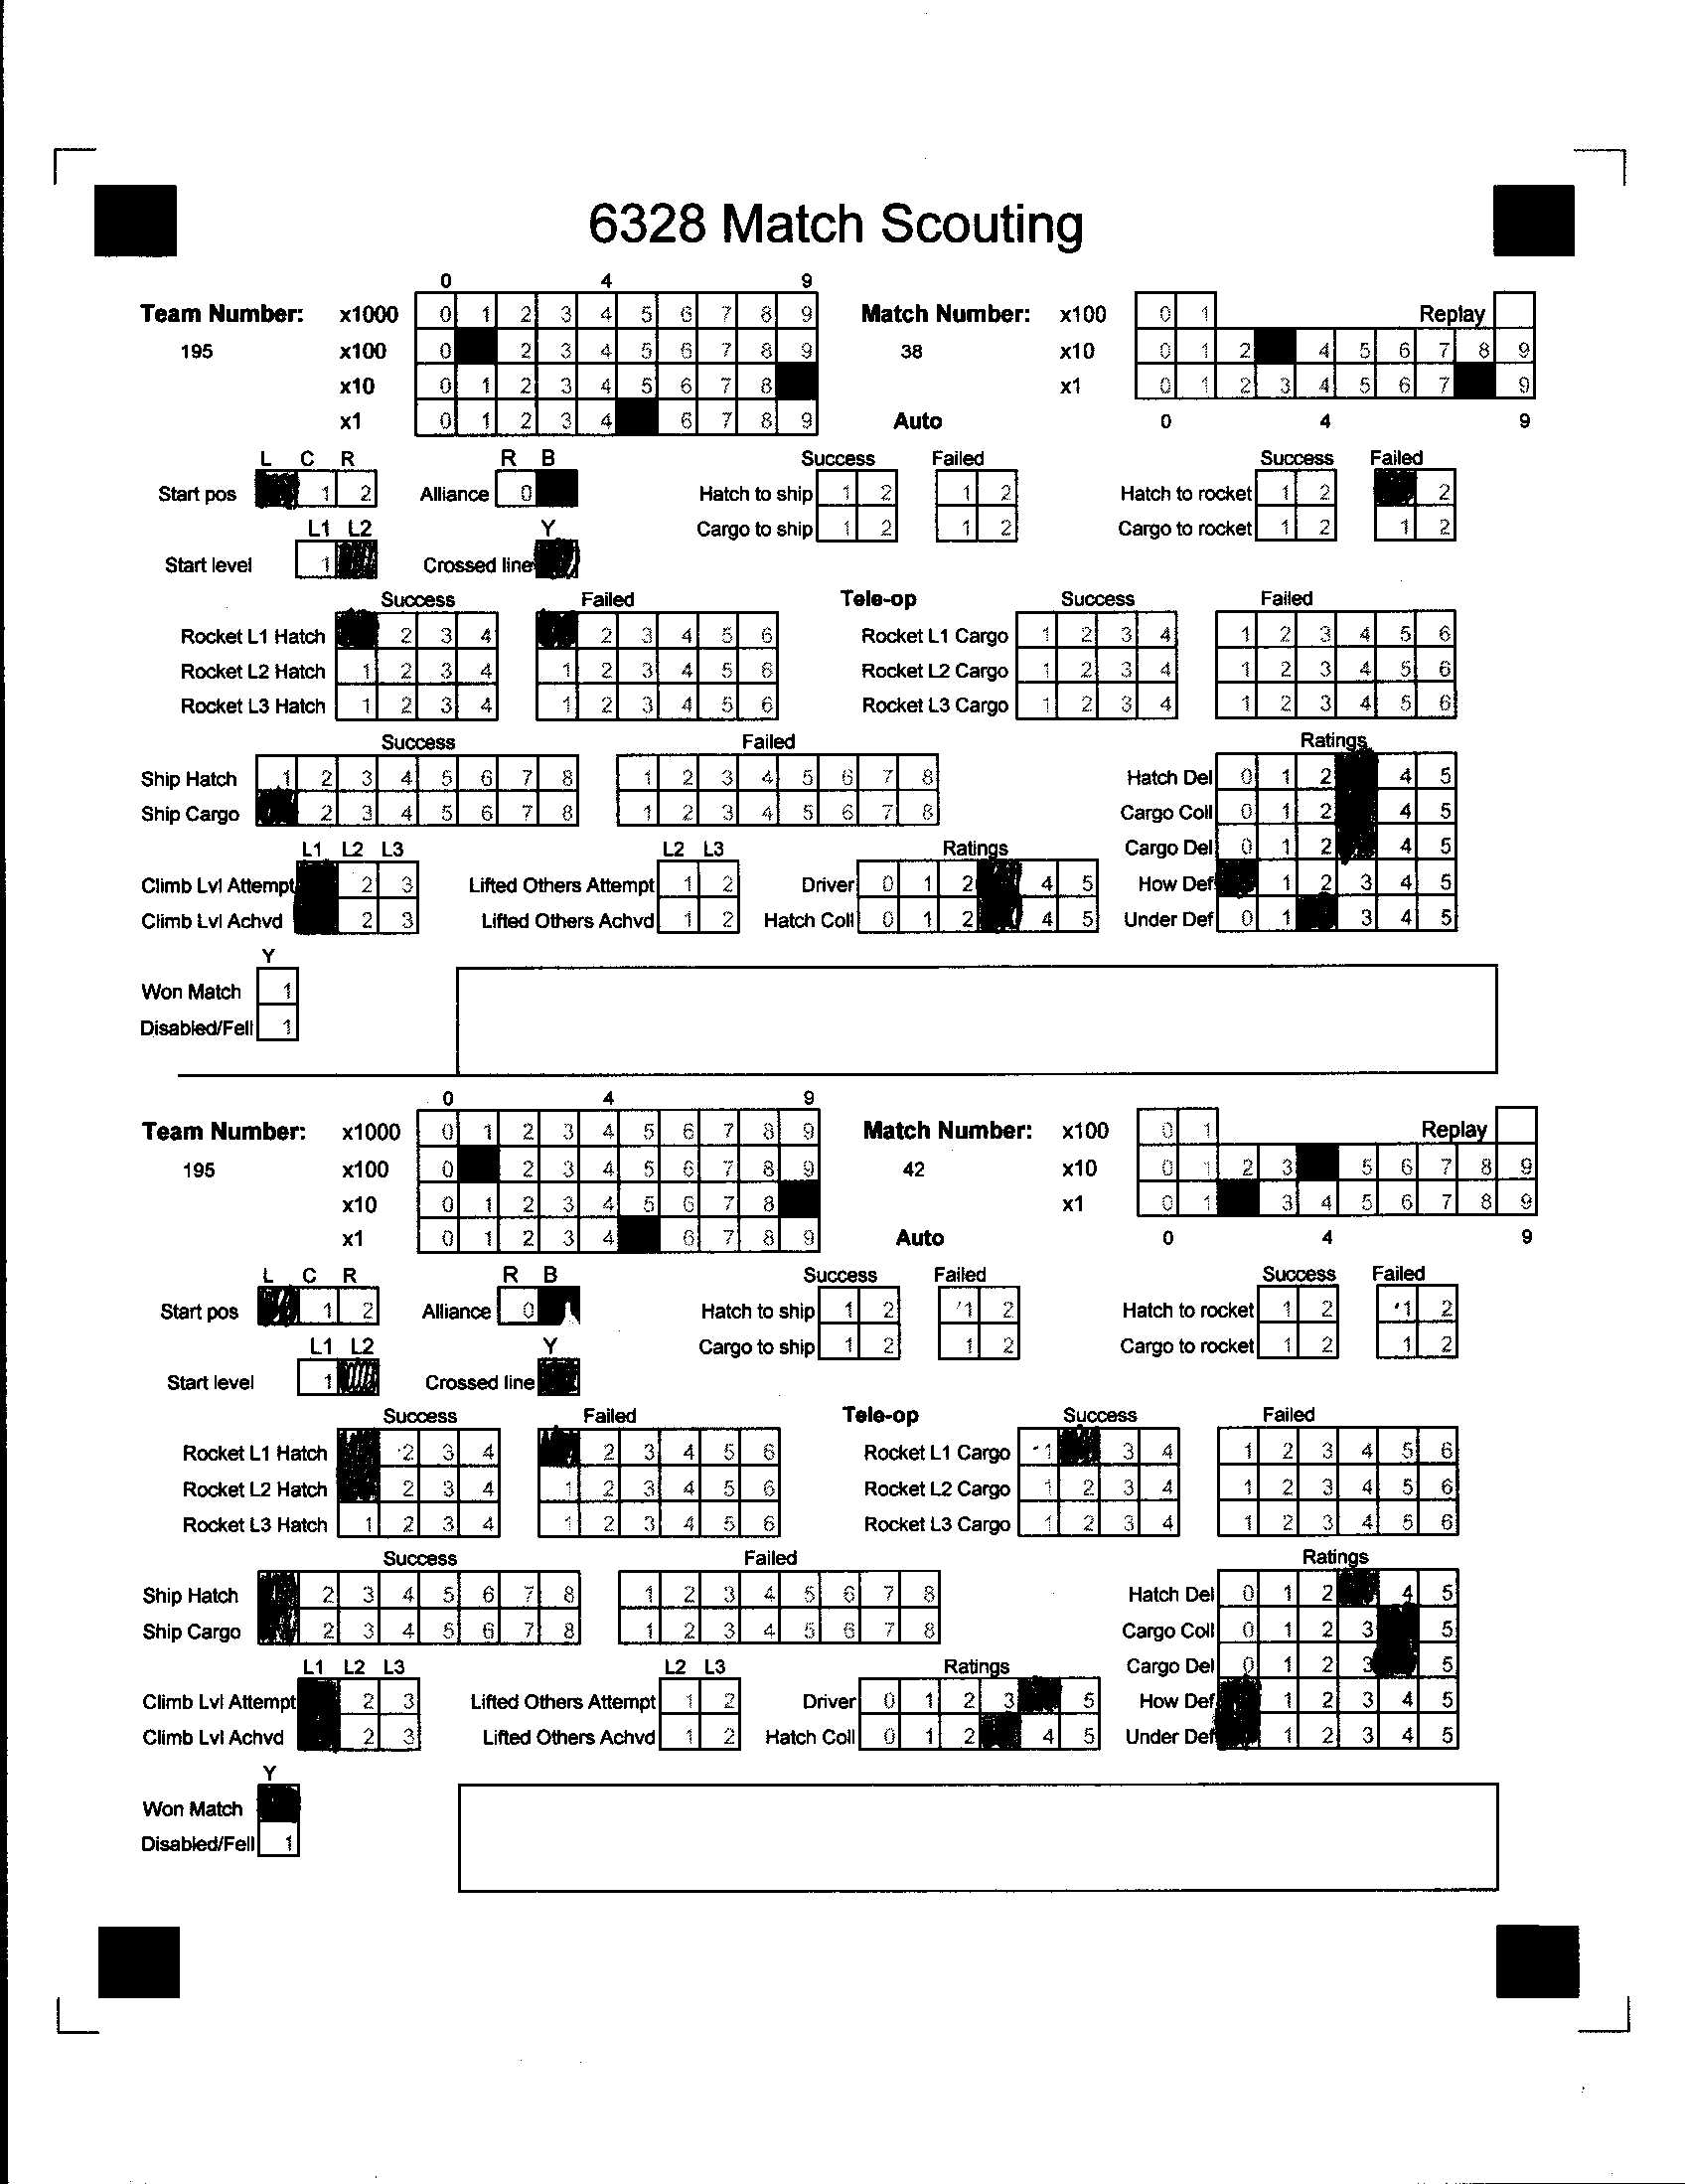 6328 Match Scouting
0 4 9
Team Number: x1000 0 1 2 3 4 5 6 7 8 9 Match Number: x100 0 1 Replay
195 x100 0 2 3 4 5 6 7 8 9 38 x10 0 1 2 4 5 6 7 8 9
x10 0 1 2 3 4 5 6 7 8 x1 0 1 2 3 4 5 6 7 9
x1 0 1 2 3 4 6 7 8 9 Auto 0 4 9
L C R R B Success Failed Success Failed
Start pos 1 2 Alliance 0 Hatch to ship 1 2 1 2 Hatch to rocket 1 2 2
L1 L2 Y Cargo to ship 1 2 1 2 Cargo to rocket 1 2 1 2
Start level 1 Crossed line
Success Failed Tele-op Success Failed
Rocket L1 Hatch 2 3 4 2 3 4 5 6 Rocket L1 Cargo 1 2 3 4 1 2 3 4 5 6
Rocket L2 Hatch 1 2 3 4 1 2 3 4 5 6 Rocket L2 Cargo 1 2 3 4 1 2 3 4 5 6
Rocket L3 Hatch 1 2 3 4 1 2 3 4 5 6 Rocket L3 Cargo 1 2 3 4 1 2 3 4 5 6
Success Failed Ratings
Ship Hatch 1 2 3 4 5 6 7 8 1 2 3 4 5 6 7 8 Hatch Del 0 1 2 4 5
Ship Cargo 2 3 4 5 6 7 8 1 2 3 4 5 6 7 8 Cargo Coll 0 1 2 4 5
L1 L2 L3 L2 L3 Ratings Cargo Del 0 1 2 4 5
Climb Lvl Attempt 2 3 Lifted Others Attempt 1 2 Driver 0 1 2 4 5 How Def 1 2 3 4 5
Climb Lvl Achvd 2 3 Lifted Others Achvd 1 2 Hatch Coll 0 1 2 4 5 Under Def 0 1 3 4 5
Y
Won Match 1
Disabled/Fell 1
0 4 9
Team Number: x1000 0 1 2 3 4 5 6 7 8 9 Match Number: x100 0 1 Replay
195 x100 0 2 3 4 5 6 7 8 9 42 x10 0 1 2 3 5 6 7 8 9
x10 0 1 2 3 4 5 6 7 8 x1 0 1 3 4 5 6 7 8 9
x1 0 1 2 3 4 6 7 8 9 Auto 0 4 9
L C R R B Success Failed Success Failed
Start pos 1 2 Alliance 0 Hatch to ship 1 2 1 2 Hatch to rocket 1 2 1 2
L1 L2 Y Cargo to ship 1 2 1 2 Cargo to rocket 1 2 1 2
Start level 1 Crossed line
Success Failed Tele-op Success Failed
Rocket L1 Hatch 2 3 4 2 3 4 5 6 Rocket L1 Cargo 1 3 4 1 2 3 4 5 6
Rocket L2 Hatch 2 3 4 1 2 3 4 5 6 Rocket L2 Cargo 1 2 3 4 1 2 3 4 5 6
Rocket L3 Hatch 1 2 3 4 1 2 3 4 5 6 Rocket L3 Cargo 1 2 3 4 1 2 3 4 5 6
Success Failed Ratings
Ship Hatch 2 3 4 5 6 7 8 1 2 3 4 5 6 7 8 Hatch Del 0 1 2 4 5
Ship Cargo 2 3 4 5 6 7 8 1 2 3 4 5 6 7 8 Cargo Coll 0 1 2 3 5
L1 L2 L3 L2 L3 Ratings Cargo Del 0 1 2 3 5
Climb Lvl Attempt 2 3 Lifted Others Attempt 1 2 Driver 0 1 2 3 5 How Def 1 2 3 4 5
Climb Lvl Achvd 2 3 Lifted Others Achvd 1 2 Hatch Coll 0 1 2 4 5 Under Def 1 2 3 4 5
Y
Won Match
Disabled/Fell 1